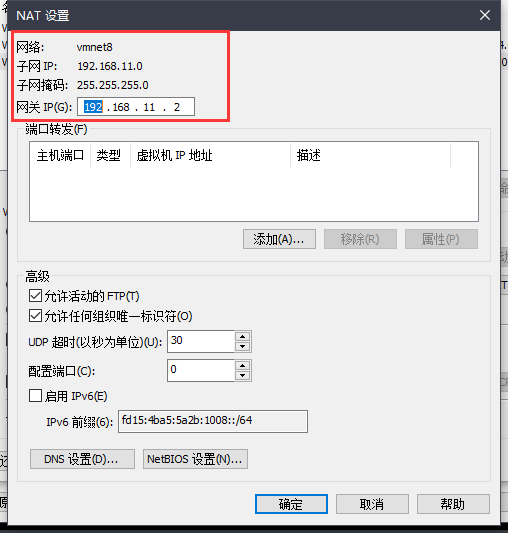 NAT 设置
网络: vmnet8
子网 IP: 192.168.11.0
子网掩码: 255.255.255.0
网关 IP(G): 192 . 168 . 11 . 2
端口转发(F)
主机端口 类型 虚拟机 IP 地址 描述
添加(A)... 移除(R) 属性(P)
高级
允许活动的 FTP(T)
允许任何组织唯一标识符(O)
UDP 超时(以秒为单位)(U): 30
配置端口(C): 0
启用 IPv6(E)
IPv6 前缀(6): fd15:4ba5:5a2b:1008::/64
DNS 设置(D)... NetBIOS 设置(N)...
确定 取消 帮助